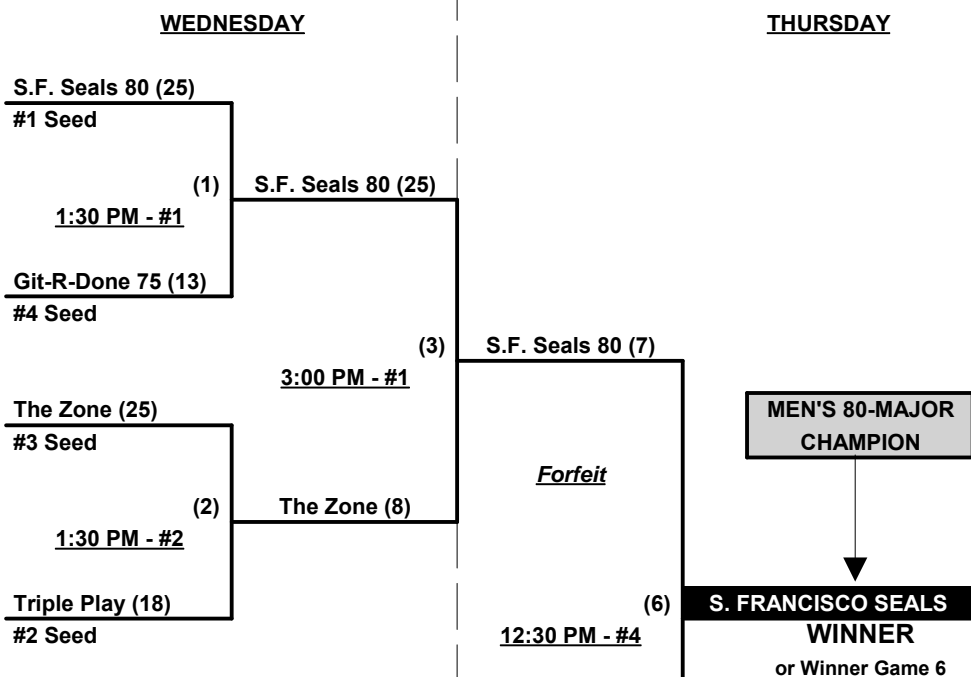 WEDNESDAY
THURSDAY
S.F. Seals 80 (25)
#1 Seed
(1)
S.F. Seals 80 (25)
1:30 PM - #1
Git-R-Done 75 (13)
#4 Seed
(3)
S.F. Seals 80 (7)
3:00 PM - #1
The Zone (25)
#3 Seed
MEN'S 80-MAJOR
CHAMPION
Forfeit
(2)
The Zone (8)
1:30 PM - #2
Triple Play (18)
#2 Seed
(6)
S. FRANCISCO SEALS
12:30 PM - #4
WINNER
or Winner Game 6